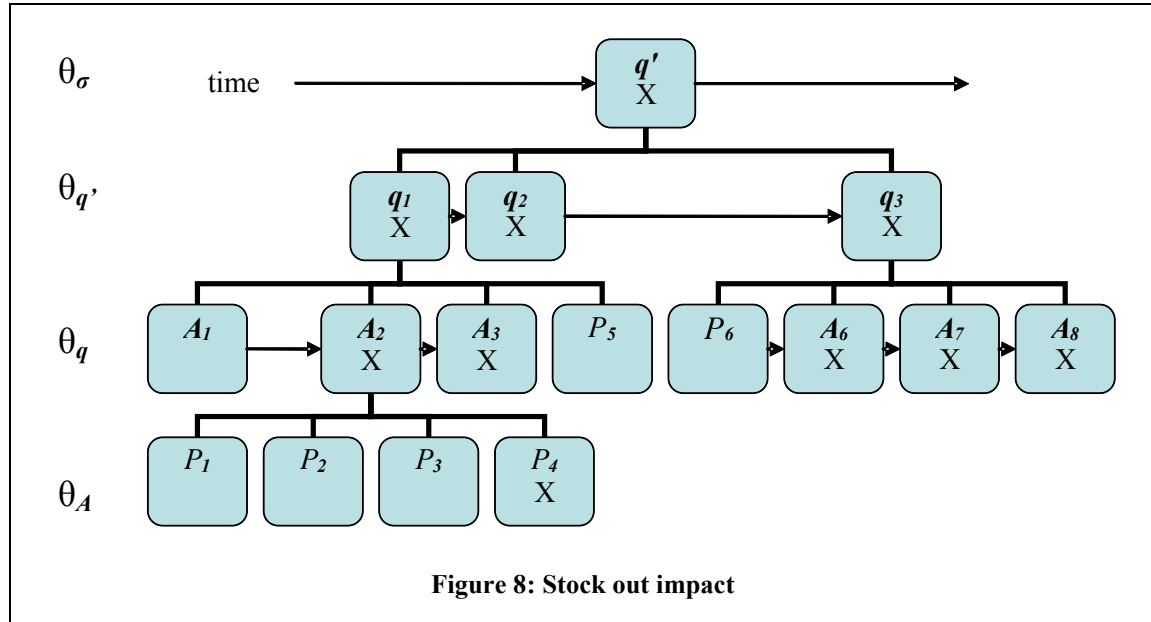 θσ time q'
X
θq’ q1 q2 q3
X X X
θq A1 A2 A3 P5 P6 A6 A7 A8
X X X X X
θA P1 P2 P3 P4
X
Figure 8: Stock out impact